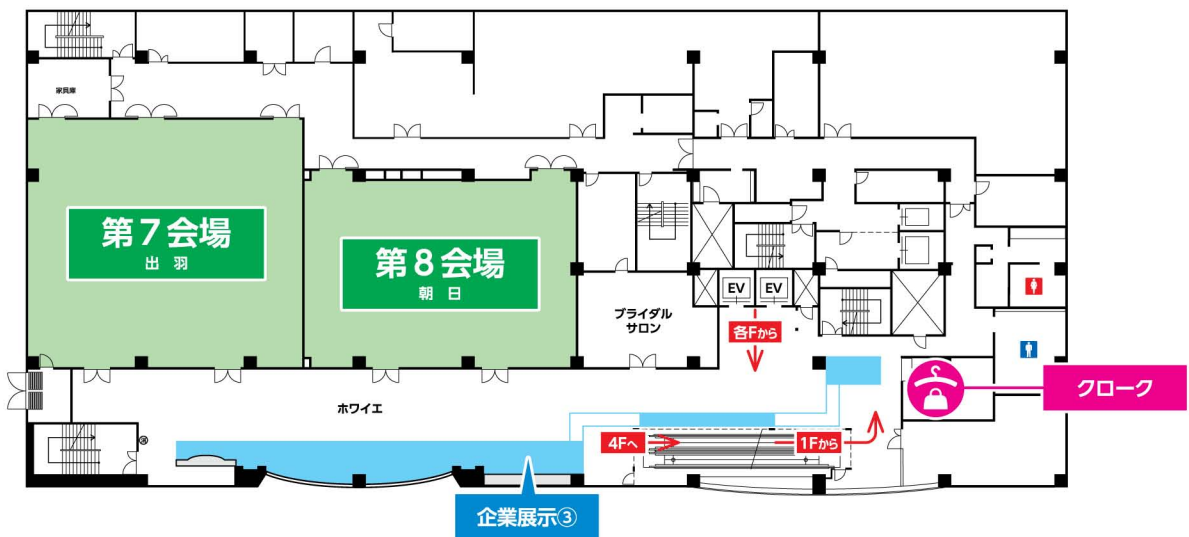 家具庫
第7会場
出羽
第8会場
朝日
EV
EV
ブライダル
サロン
各Fから
ホワイエ
クローク
4Fへ
1Fから
企業展示③